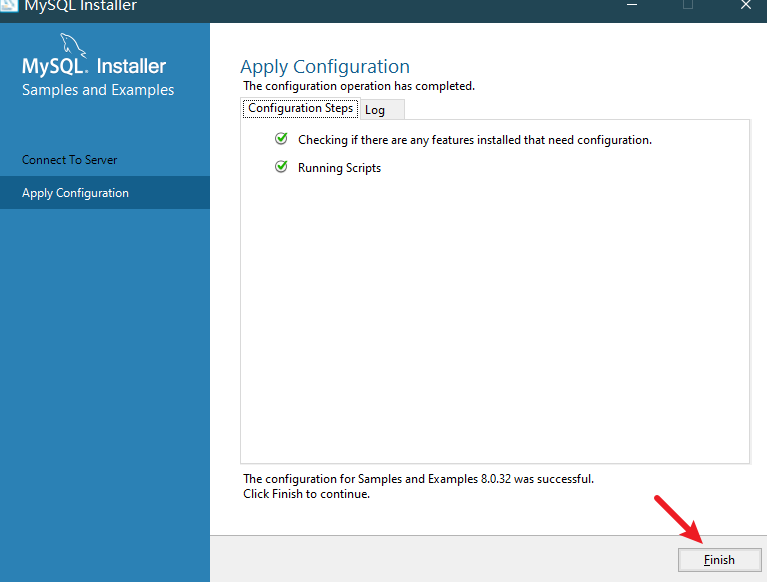 MySQL Installer
MySQL. Installer
Samples and Examples
Connect To Server
Apply Configuration
Apply Configuration
The configuration operation has completed.
Configuration Steps
Log
Checking if there are any features installed that need configuration.
Running Scripts
The configuration for Samples and Examples 8.0.32 was successful.
Click Finish to continue.
Finish